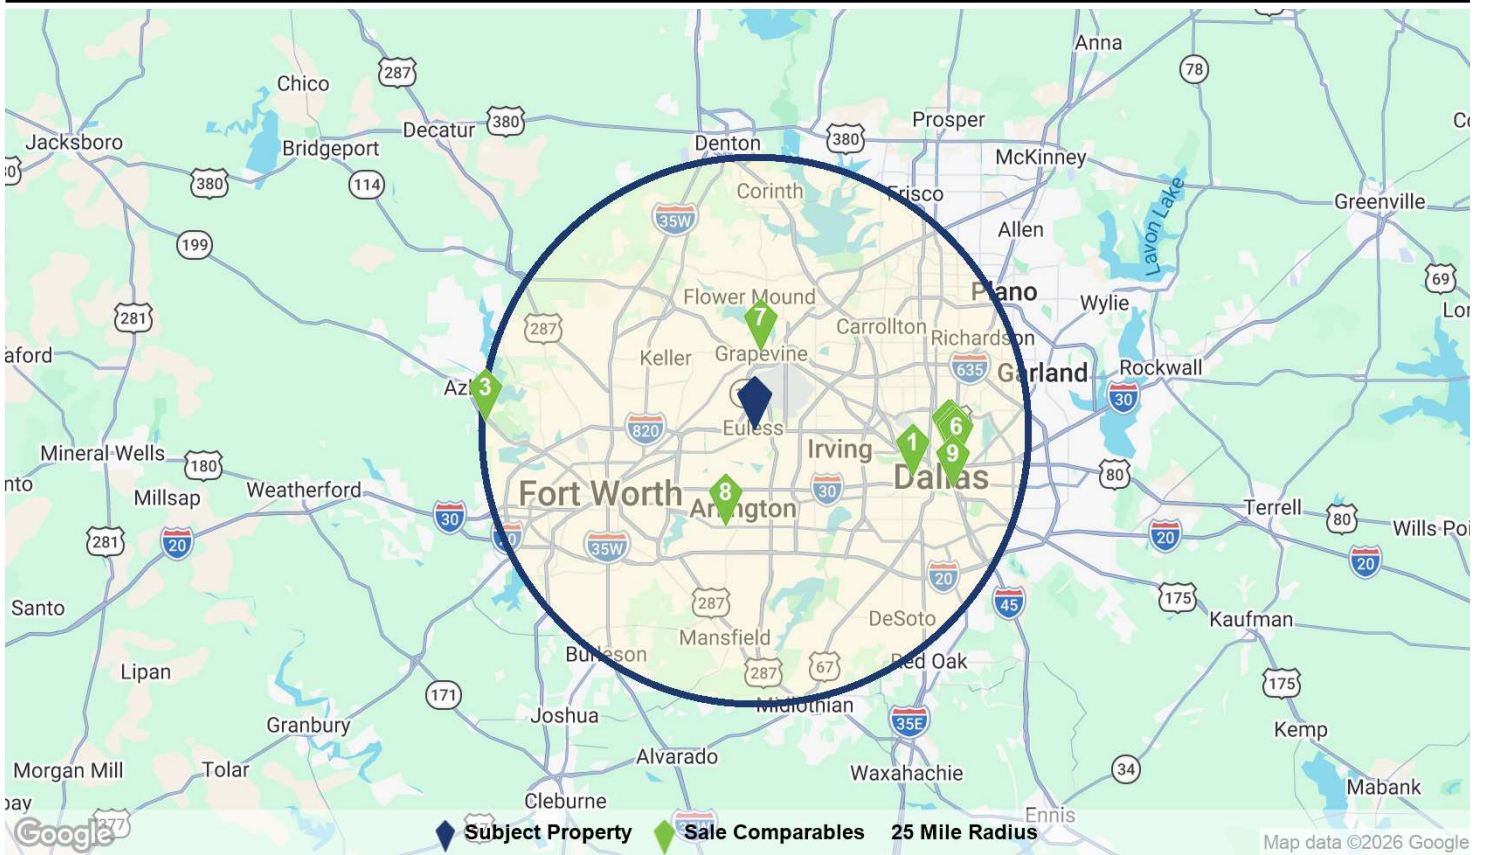 Anna
78
287
Chico
Prosper
380
Decatur
380
Jacksboro
Denton
Bridgeport
McKinney
380
114
Corinth
Frisco
Greenville
35W
Allen
199
Lavon Lake
69
Plano
Flower Mound
Wylie
281
7
287
Carrollton
Richardson
Keller
Grapevine
635
Garland
Rockwall
3
30
820
Euless
6
1
Irving
9
Mineral Wells
180
Dallas
80
Millsap
Weatherford
Fort Worth
8
30
Arlington
Terrell
30
80
20
281
20
35W
20
Wills Poi
20
287
45
175
Santo
DeSoto
Kaufman
Mansfield
Burleson
67
Red Oak
Lipan
287
175
171
Midlothian
Joshua
35E
Granbury
Kemp
Alvarado
34
Morgan Mill
Tolar
Waxahachie
Mabank
Cleburne
Ennis
377
Google
Subject Property
Sale Comparables
25 Mile Radius
Map data ©2026 Google